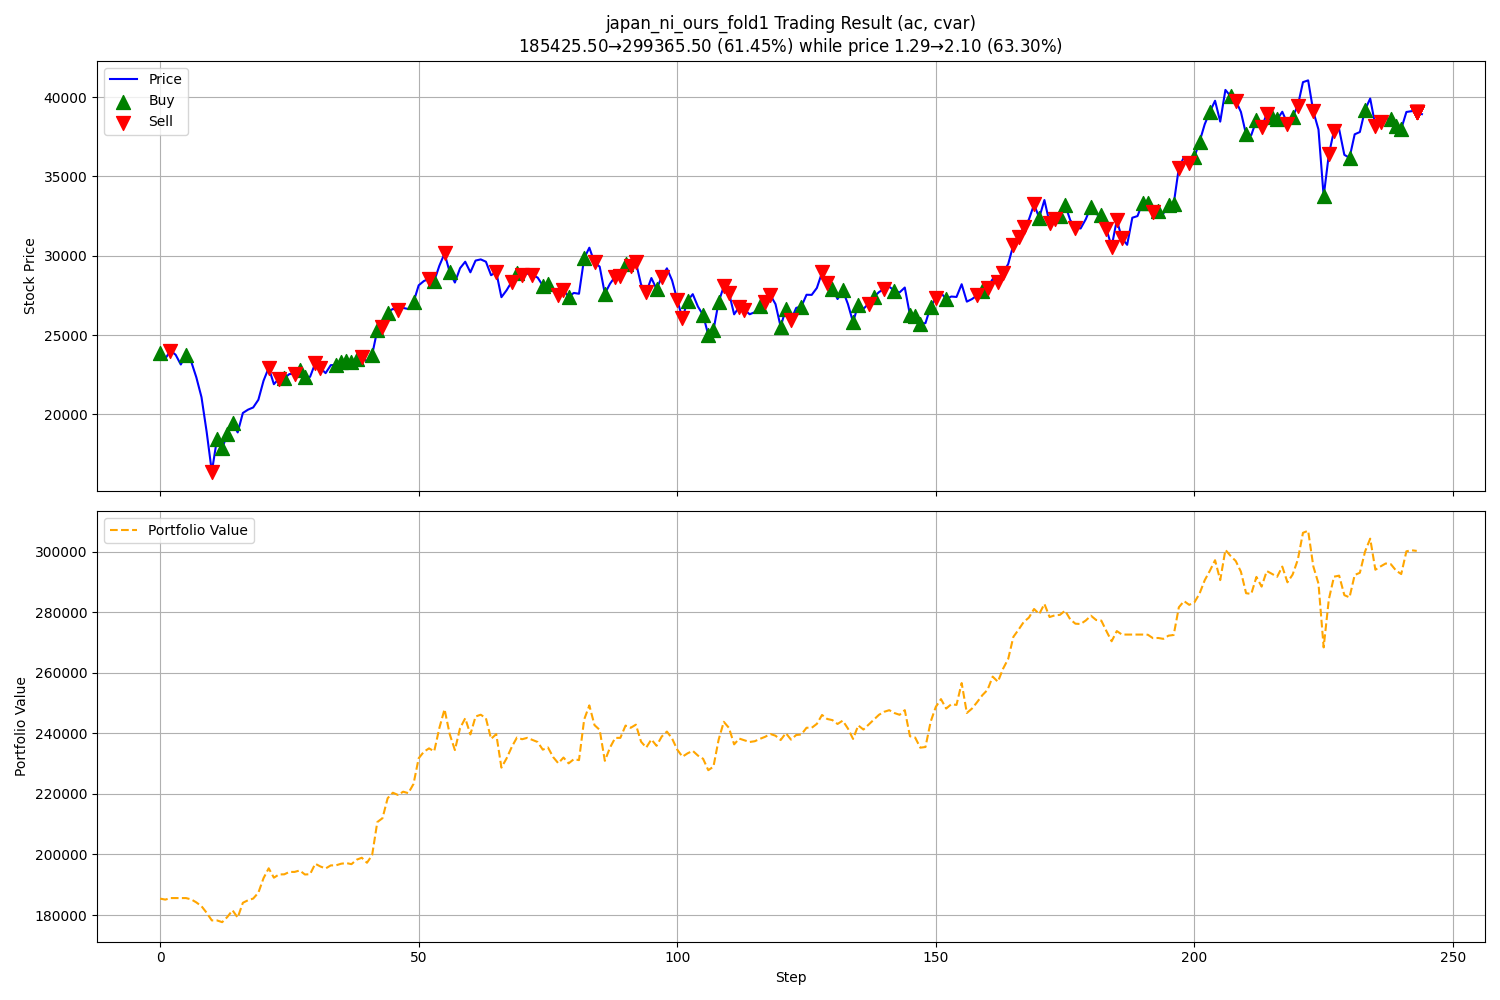 japan_ni_ours_fold1 Trading Result (ac, cvar)
185425.50→299365.50 (61.45%) while price 1.29→2.10 (63.30%)
Price
Buy
Sell
Stock Price
40000
35000
30000
25000
20000
Portfolio Value
Portfolio Value
300000
280000
260000
240000
220000
200000
180000
0
50
100
150
200
250
Step